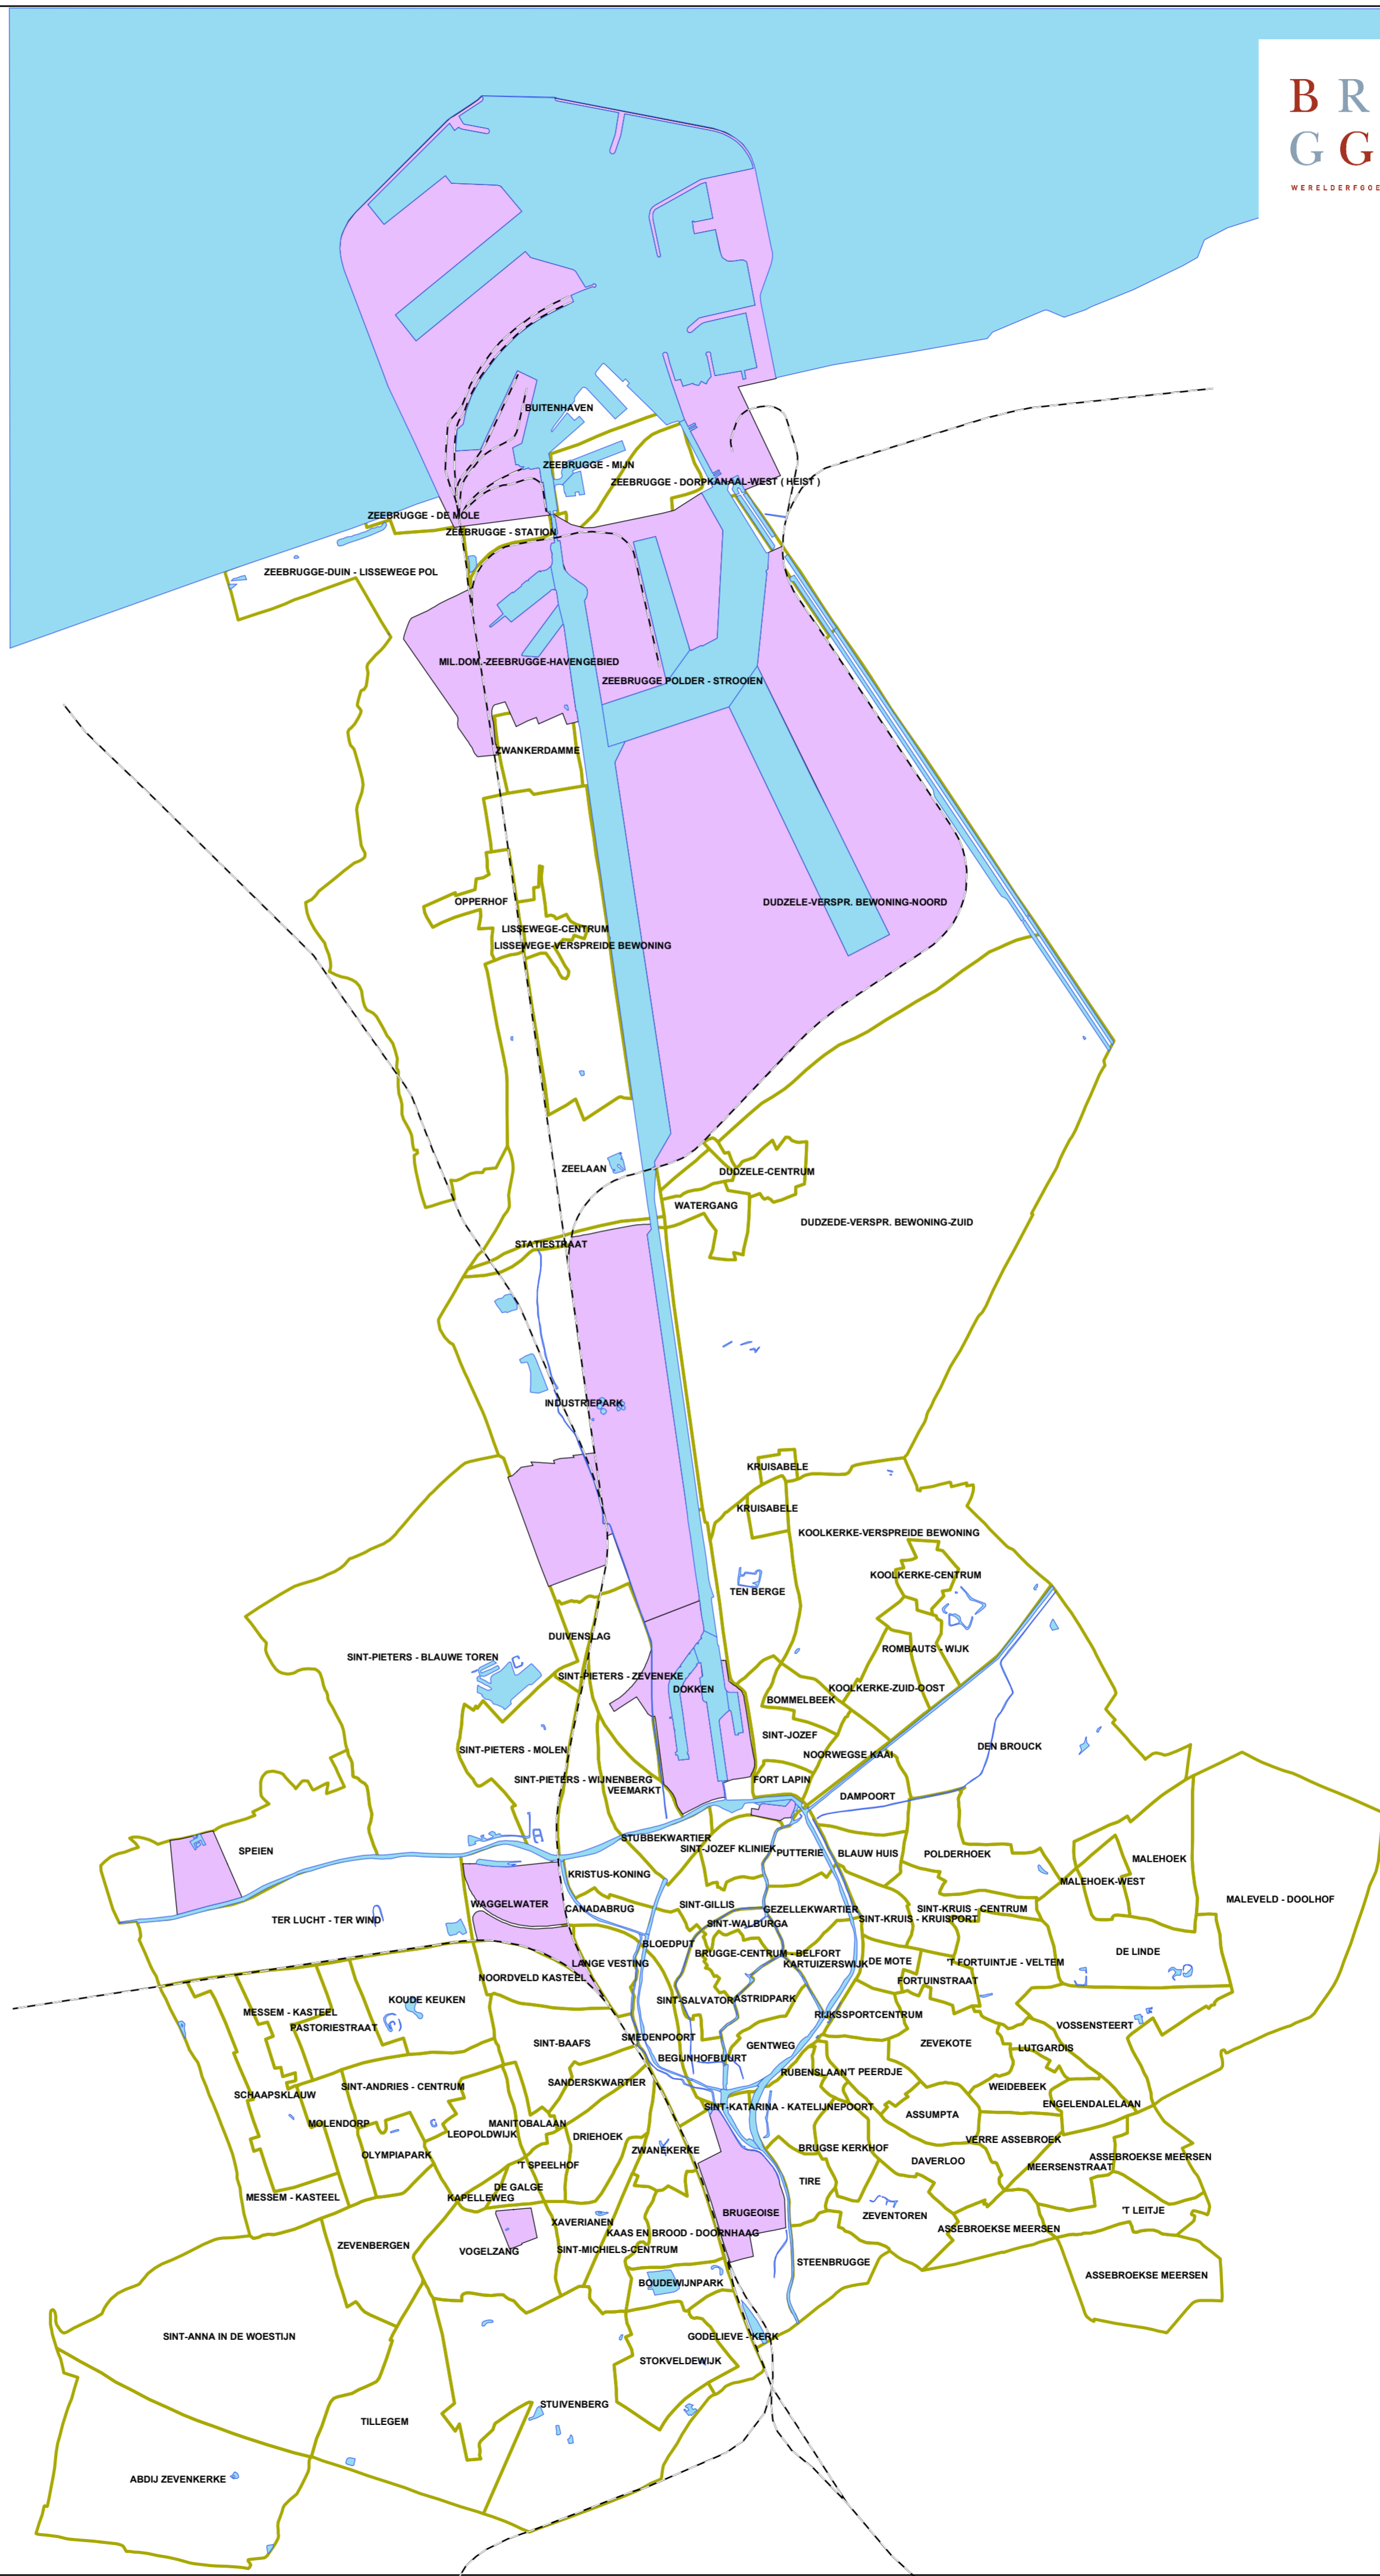 B R
G G
WERELDERFGOE
BUITENHAVEN
ZEEBRUGGE - MIJN
ZEEBRUGGE - DORPKANAAL-WEST ( HEIST )
ZEEBRUGGE - DE MOLE
ZEEBRUGGE - STATION
ZEEBRUGGE-DUIN - LISSEWEGE POL
MIL.DOM.-ZEEBRUGGE-HAVENGEBIED
ZEEBRUGGE POLDER - STROOIEN
ZWANKERDAMME
OPPERHOF
DUDZELE-VERSPR. BEWONING-NOORD
LISSEWEGE-CENTRUM
LISSEWEGE-VERSPREIDE BEWONING
ZEELAAN
DUDZELE-CENTRUM
WATERGANG
DUDZEDE-VERSPR. BEWONING-ZUID
STATIESTRAAT
INDUSTRIEPARK
KRUISABELE
KRUISABELE
KOOLKERKE-VERSPREIDE BEWONING
KOOLKERKE-CENTRUM
TEN BERGE
DUIVENSLAG
ROMBAUTS - WIJK
SINT-PIETERS - BLAUWE TOREN
SINT-PIETERS - ZEVENEKE
DOKKEN
KOOLKERKE-ZUID-OOST
BOMMELBEEK
SINT-JOZEF
DEN BROUCK
SINT-PIETERS - MOLEN
NOORWEGSE KAAI
SINT-PIETERS - WIJNENBERG
FORT LAPIN
VEEMARKT
DAMPOORT
STUBBEKWARTIER
SINT-JOZEF KLINIEK
PUTTERIE
BLAUW HUIS
POLDERHOEK
SPEIEN
MALEHOEK
KRISTUS-KONING
MALEHOEK-WEST
MALEVELD - DOOLHOF
WAGGELWATER
CANADABRUG
SINT-GILLIS
GEZELLEKWARTIER
SINT-KRUIS - CENTRUM
SINT-KRUIS - KRUISPORT
TER LUCHT - TER WIND
SINT-WALBURGA
BLOEDPUT
DE LINDE
BRUGGE-CENTRUM - BELFORT
KARTUIZERSWIJK
DE MOTE
'T FORTUINTJE - VELTEM
LANGE VESTING
NOORDVELD KASTEEL
FORTUINSTRAAT
KOUDE KEUKEN
SINT-SALVATOR
ASTRIDPARK
MESSEM - KASTEEL
RIJKSSPORTCENTRUM
PASTORIESTRAAT
VOSSENSTEERT
SMEDENPOORT
SINT-BAAFS
GENTWEG
ZEVEKOTE
LUTGARDIS
BEGIJNHOFBUURT
RUBENSLAAN
'T PEERDJE
SANDERSKWARTIER
SINT-ANDRIES - CENTRUM
WEIDEBEEK
SCHAAPSKLAUW
ENGELENDALELAAN
SINT-KATARINA - KATELIJNEPOORT
ASSUMPTA
MOLENDORP
MANITOBALAAN
LEOPOLDWIJK
DRIEHOEK
VERRE ASSEBROEK
ZWANEKERKE
BRUGSE KERKHOF
OLYMPIAPARK
ASSEBROEKSE MEERSEN
DAVERLOO
'T SPEELHOF
MEERSENSTRAAT
TIRE
DE GALGE
MESSEM - KASTEEL
KAPELLEWEG
'T LEITJE
BRUGEOISE
ZEVENTOREN
XAVERIANEN
ASSEBROEKSE MEERSEN
KAAS EN BROOD - DOORNHAAG
ZEVENBERGEN
VOGELZANG
SINT-MICHIELS-CENTRUM
STEENBRUGGE
ASSEBROEKSE MEERSEN
BOUDEWIJNPARK
SINT-ANNA IN DE WOESTIJN
GODELIEVE - KERK
STOKVELDEWIJK
STUIVENBERG
TILLEGEM
ABDIJ ZEVENKERKE